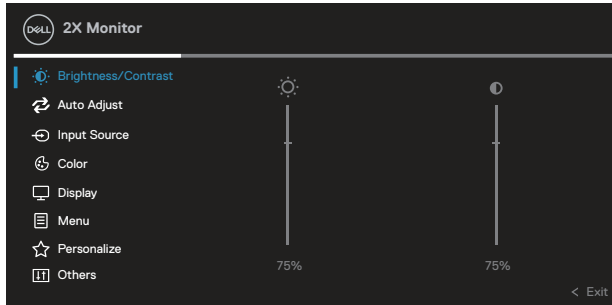 DELL 2X Monitor
Brightness/Contrast
Auto Adjust
Input Source
Color
Display
Menu
Personalize
Others
75% 75%
< Exit